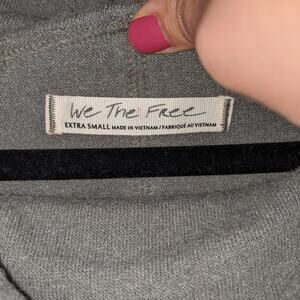 We The Free
EXTRA SMALL MADE IN VIETNAM / FABRIQUÉ AU VIETNAM